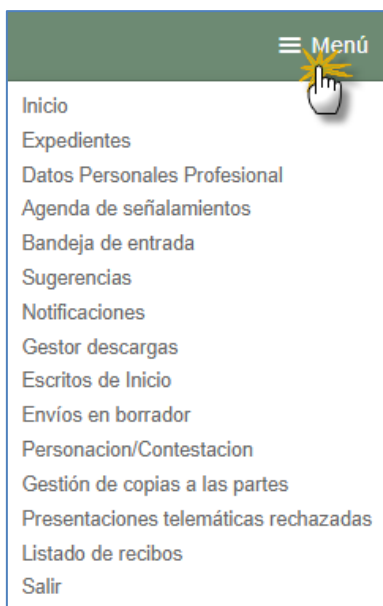 Menú
Inicio
Expedientes
Datos Personales Profesional
Agenda de señalamientos
Bandeja de entrada
Sugerencias
Notificaciones
Gestor descargas
Escritos de Inicio
Envíos en borrador
Personacion/Contestacion
Gestión de copias a las partes
Presentaciones telemáticas rechazadas
Listado de recibos
Salir